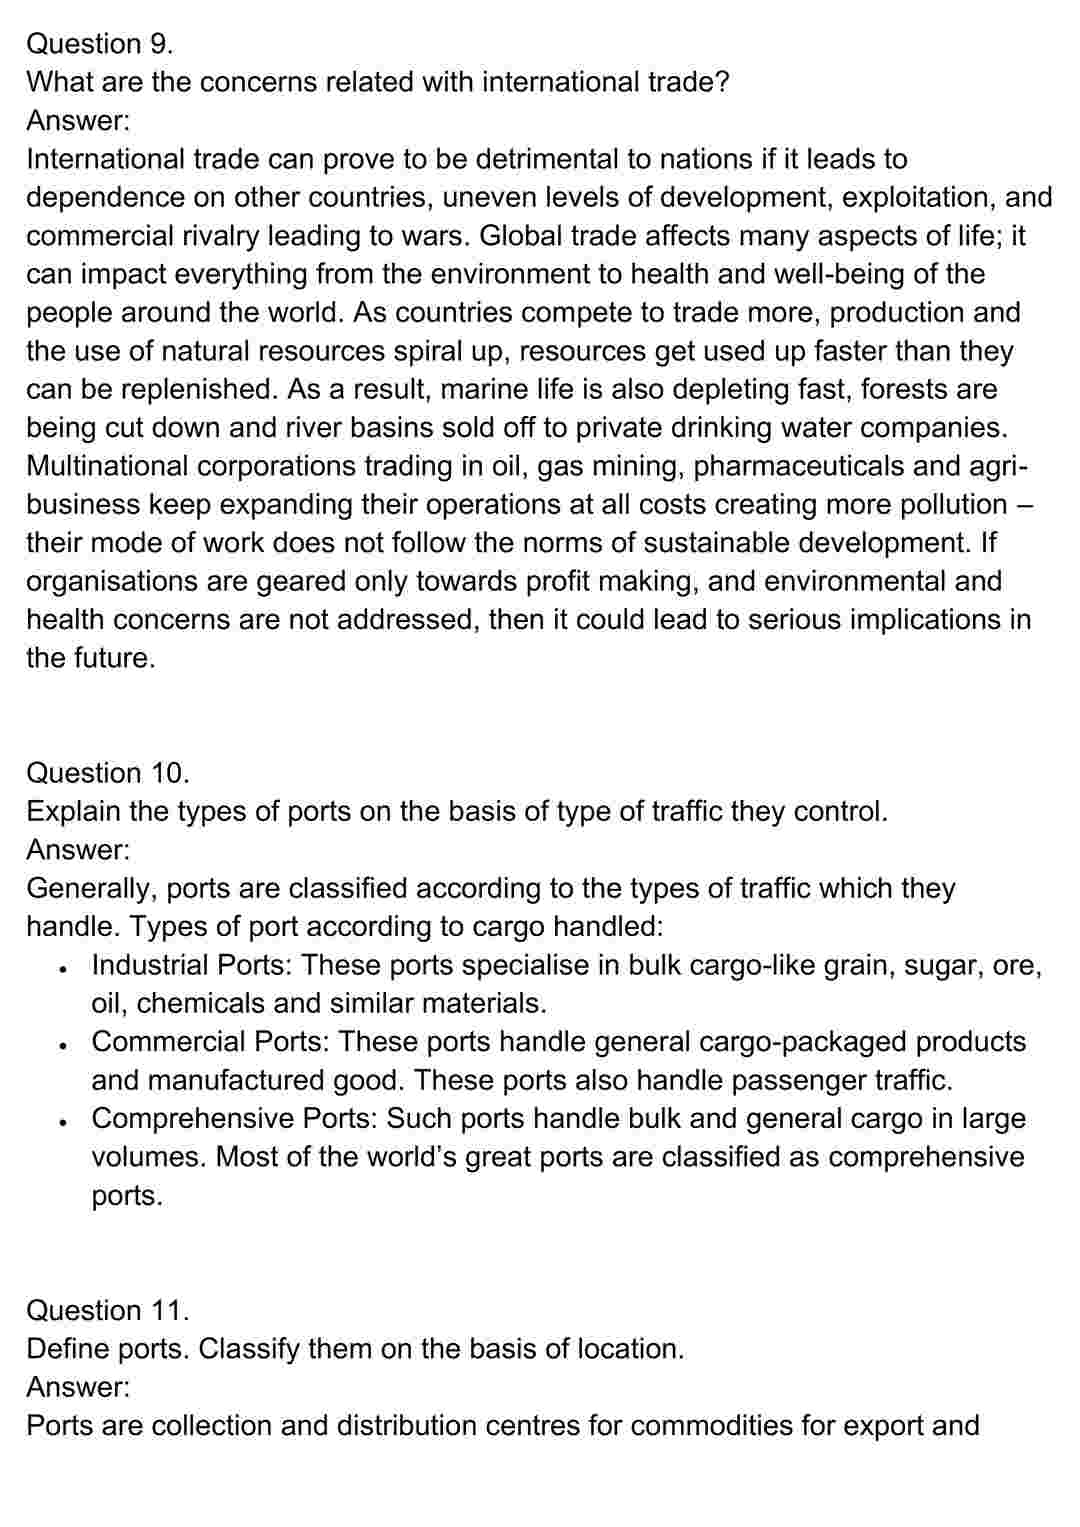 Question 9.
What are the concerns related with international trade?
Answer:
International trade can prove to be detrimental to nations if it leads to
dependence on other countries, uneven levels of development, exploitation, and
commercial rivalry leading to wars. Global trade affects many aspects of life; it
can impact everything from the environment to health and well-being of the
people around the world. As countries compete to trade more, production and
the use of natural resources spiral up, resources get used up faster than they
can be replenished. As a result, marine life is also depleting fast, forests are
being cut down and river basins sold off to private drinking water companies.
Multinational corporations trading in oil, gas mining, pharmaceuticals and agri-
business keep expanding their operations at all costs creating more pollution –
their mode of work does not follow the norms of sustainable development. If
organisations are geared only towards profit making, and environmental and
health concerns are not addressed, then it could lead to serious implications in
the future.
Question 10.
Explain the types of ports on the basis of type of traffic they control.
Answer:
Generally, ports are classified according to the types of traffic which they
handle. Types of port according to cargo handled:
• Industrial Ports: These ports specialise in bulk cargo-like grain, sugar, ore,
oil, chemicals and similar materials.
• Commercial Ports: These ports handle general cargo-packaged products
and manufactured good. These ports also handle passenger traffic.
• Comprehensive Ports: Such ports handle bulk and general cargo in large
volumes. Most of the world's great ports are classified as comprehensive
ports.
Question 11.
Define ports. Classify them on the basis of location.
Answer:
Ports are collection and distribution centres for commodities for export and